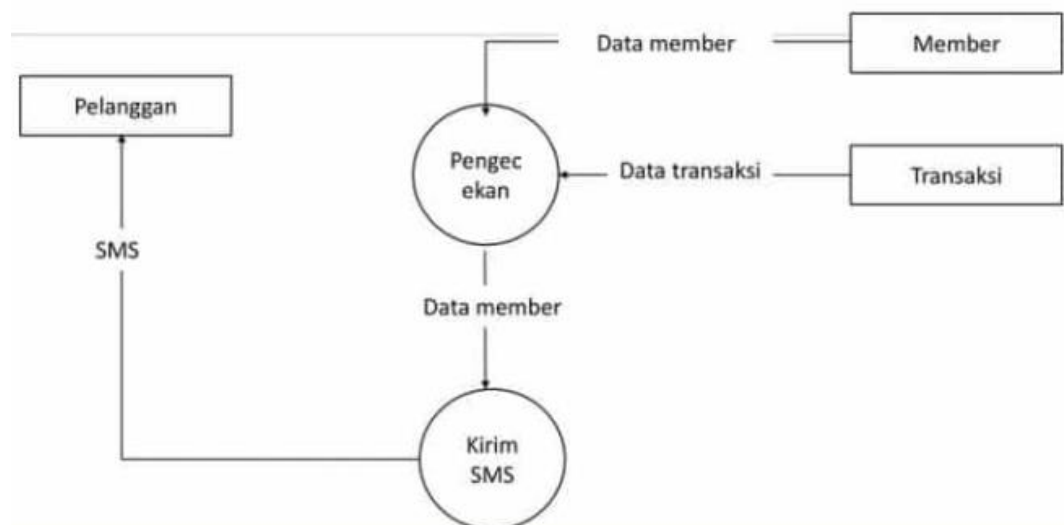 Data member
Member
Pelanggan
Pengec
ekan
Data transaksi
Transaksi
SMS
Data member
Kirim
SMS